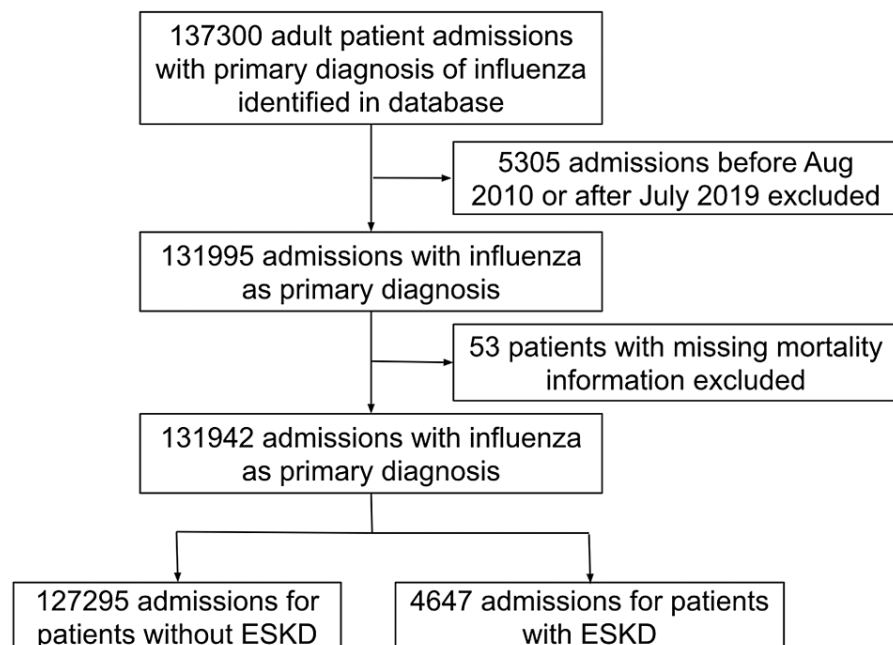 137300 adult patient admissions
with primary diagnosis of influenza
identified in database
5305 admissions before Aug
2010 or after July 2019 excluded
131995 admissions with influenza
as primary diagnosis
53 patients with missing mortality
information excluded
131942 admissions with influenza
as primary diagnosis
127295 admissions for
patients without ESKD
4647 admissions for patients
with ESKD